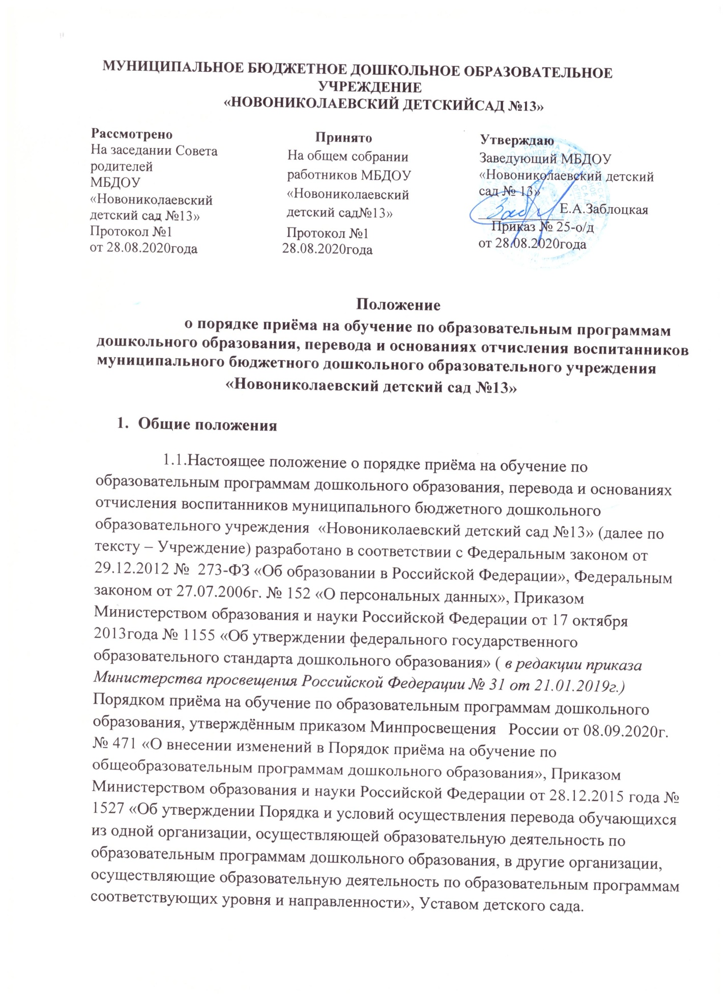 МУНИЦИПАЛЬНОЕ БЮДЖЕТНОЕ ДОШКОЛЬНОЕ ОБРАЗОВАТЕЛЬНОЕ
УЧРЕЖДЕНИЕ
«НОВОНИКОЛАЕВСКИЙ ДЕТСКИЙСАД №13»
Рассмотрено
На заседании Совета
родителей
МБДОУ
«Новониколаевский
детский сад №13»
Протокол №1
от 28.08.2020года
Принято
На общем собрании
работников МБДОУ
«Новониколаевский
детский сад№13»
Протокол №1
28.08.2020года
Утверждаю
Заведующий МБДОУ
«Новониколаевский детский
сад № 13»
Е.А.Заблоцкая
Приказ № 25-о/д
от 28.08.2020года
Положение
о порядке приёма на обучение по образовательным программам
дошкольного образования, перевода и основаниях отчисления воспитанников
муниципального бюджетного дошкольного образовательного учреждения
«Новониколаевский детский сад №13»
1. Общие положения
1.1.Настоящее положение о порядке приёма на обучение по
образовательным программам дошкольного образования, перевода и основаниях
отчисления воспитанников муниципального бюджетного дошкольного
образовательного учреждения «Новониколаевский детский сад №13» (далее по
тексту – Учреждение) разработано в соответствии с Федеральным законом от
29.12.2012 № 273-ФЗ «Об образовании в Российской Федерации», Федеральным
законом от 27.07.2006г. № 152 «О персональных данных», Приказом
Министерством образования и науки Российской Федерации от 17 октября
2013года № 1155 «Об утверждении федерального государственного
образовательного стандарта дошкольного образования» ( в редакции приказа
Министерства просвещения Российской Федерации № 31 от 21.01.2019г.)
Порядком приёма на обучение по образовательным программам дошкольного
образования, утверждённым приказом Минпросвещения России от 08.09.2020г.
№ 471 «О внесении изменений в Порядок приёма на обучение по
общеобразовательным программам дошкольного образования», Приказом
Министерством образования и науки Российской Федерации от 28.12.2015 года №
1527 «Об утверждении Порядка и условий осуществления перевода обучающихся
из одной организации, осуществляющей образовательную деятельность по
образовательным программам дошкольного образования, в другие организации,
осуществляющие образовательную деятельность по образовательным программам
соответствующих уровня и направленности», Уставом детского сада.